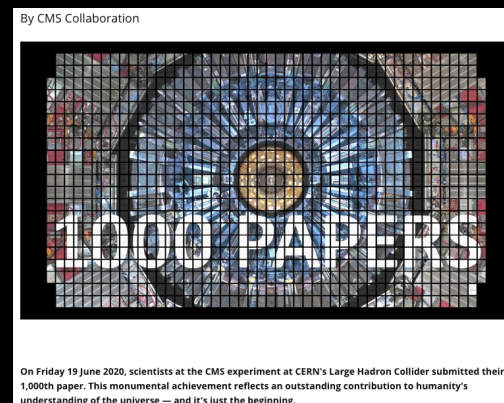 By CMS Collaboration
1000 PAPERS
On Friday 19 June 2020, scientists at the CMS experiment at CERN's Large Hadron Collider submitted their
1,000th paper. This monumental achievement reflects an outstanding contribution to humanity's
understanding of the universe — and it's just the beginning.